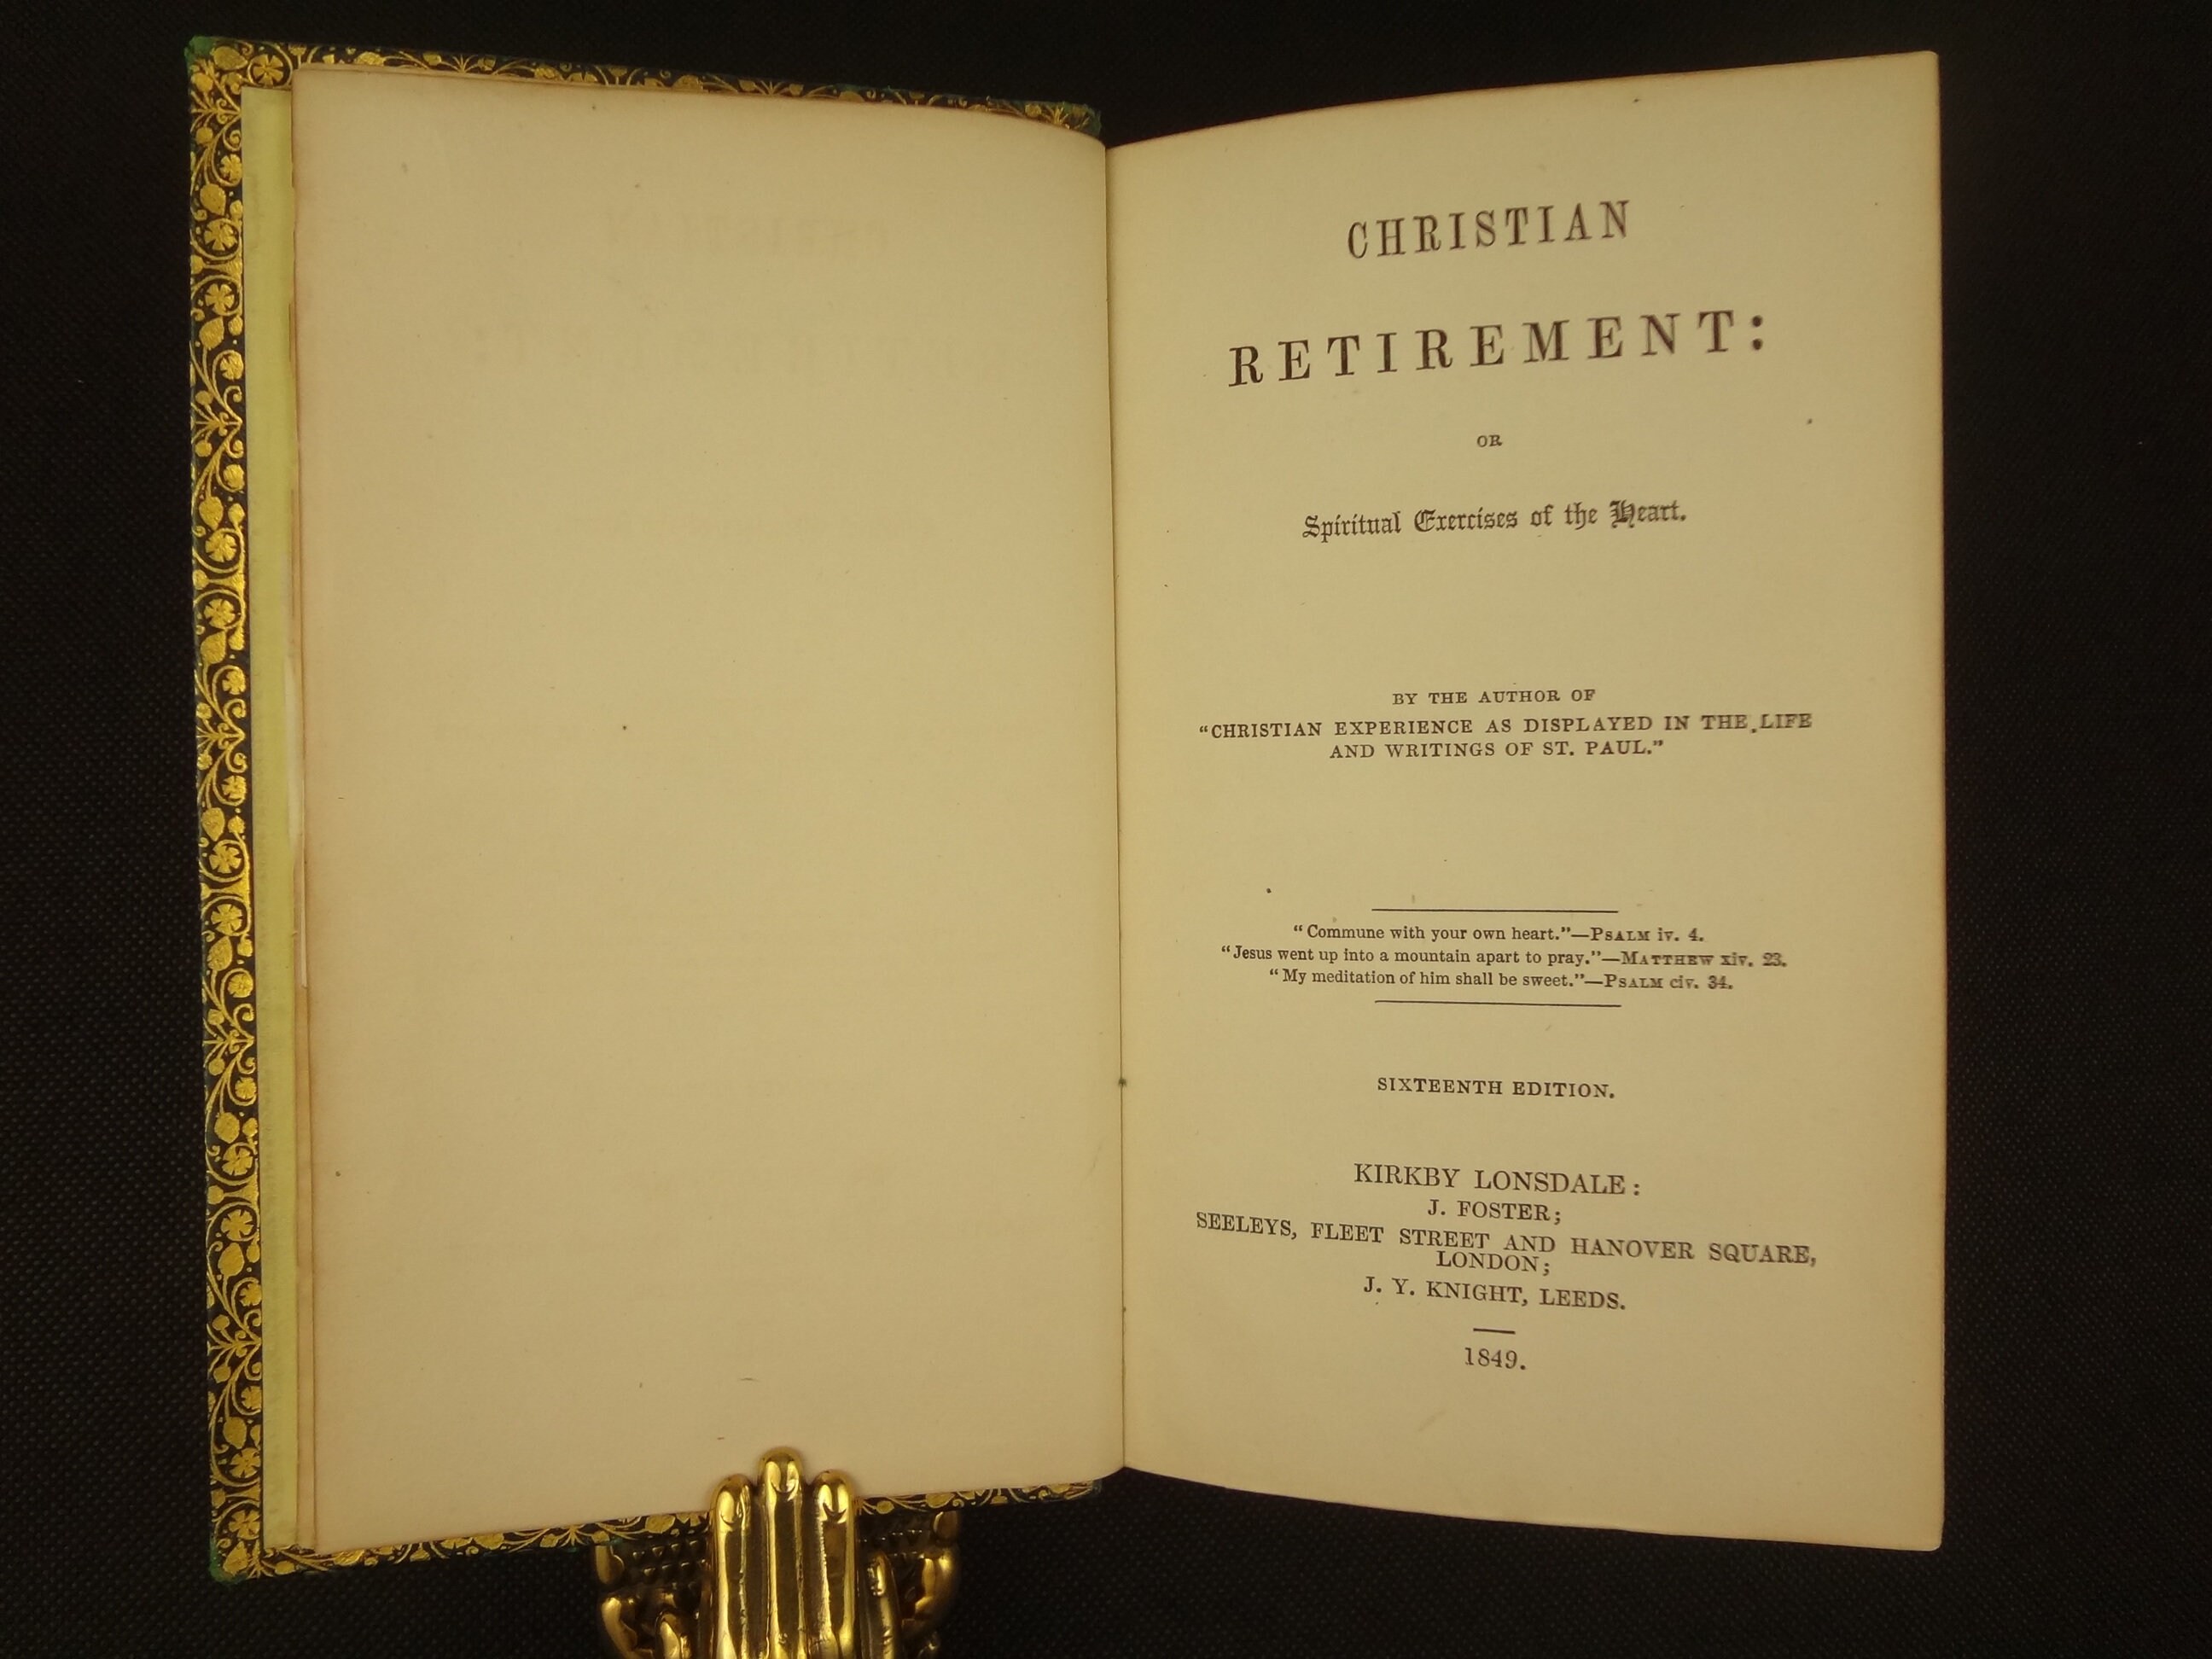 CHRISTIAN
RETIREMENT:
OR
Spiritual Exercises of the Heart.
BY THE AUTHOR OF
“CHRISTIAN EXPERIENCE AS DISPLAYED IN THE LIFE
AND WRITINGS OF ST. PAUL.”
“Commune with your own heart.”—PSALM iv. 4.
“Jesus went up into a mountain apart to pray.”—MATTHEW xiv. 23.
“My meditation of him shall be sweet.”—PSALM civ. 34.
SIXTEENTH EDITION.
KIRKBY LONSDALE:
J. FOSTER;
SEELEYS, FLEET STREET AND HANOVER SQUARE,
LONDON;
J. Y. KNIGHT, LEEDS.
1849.